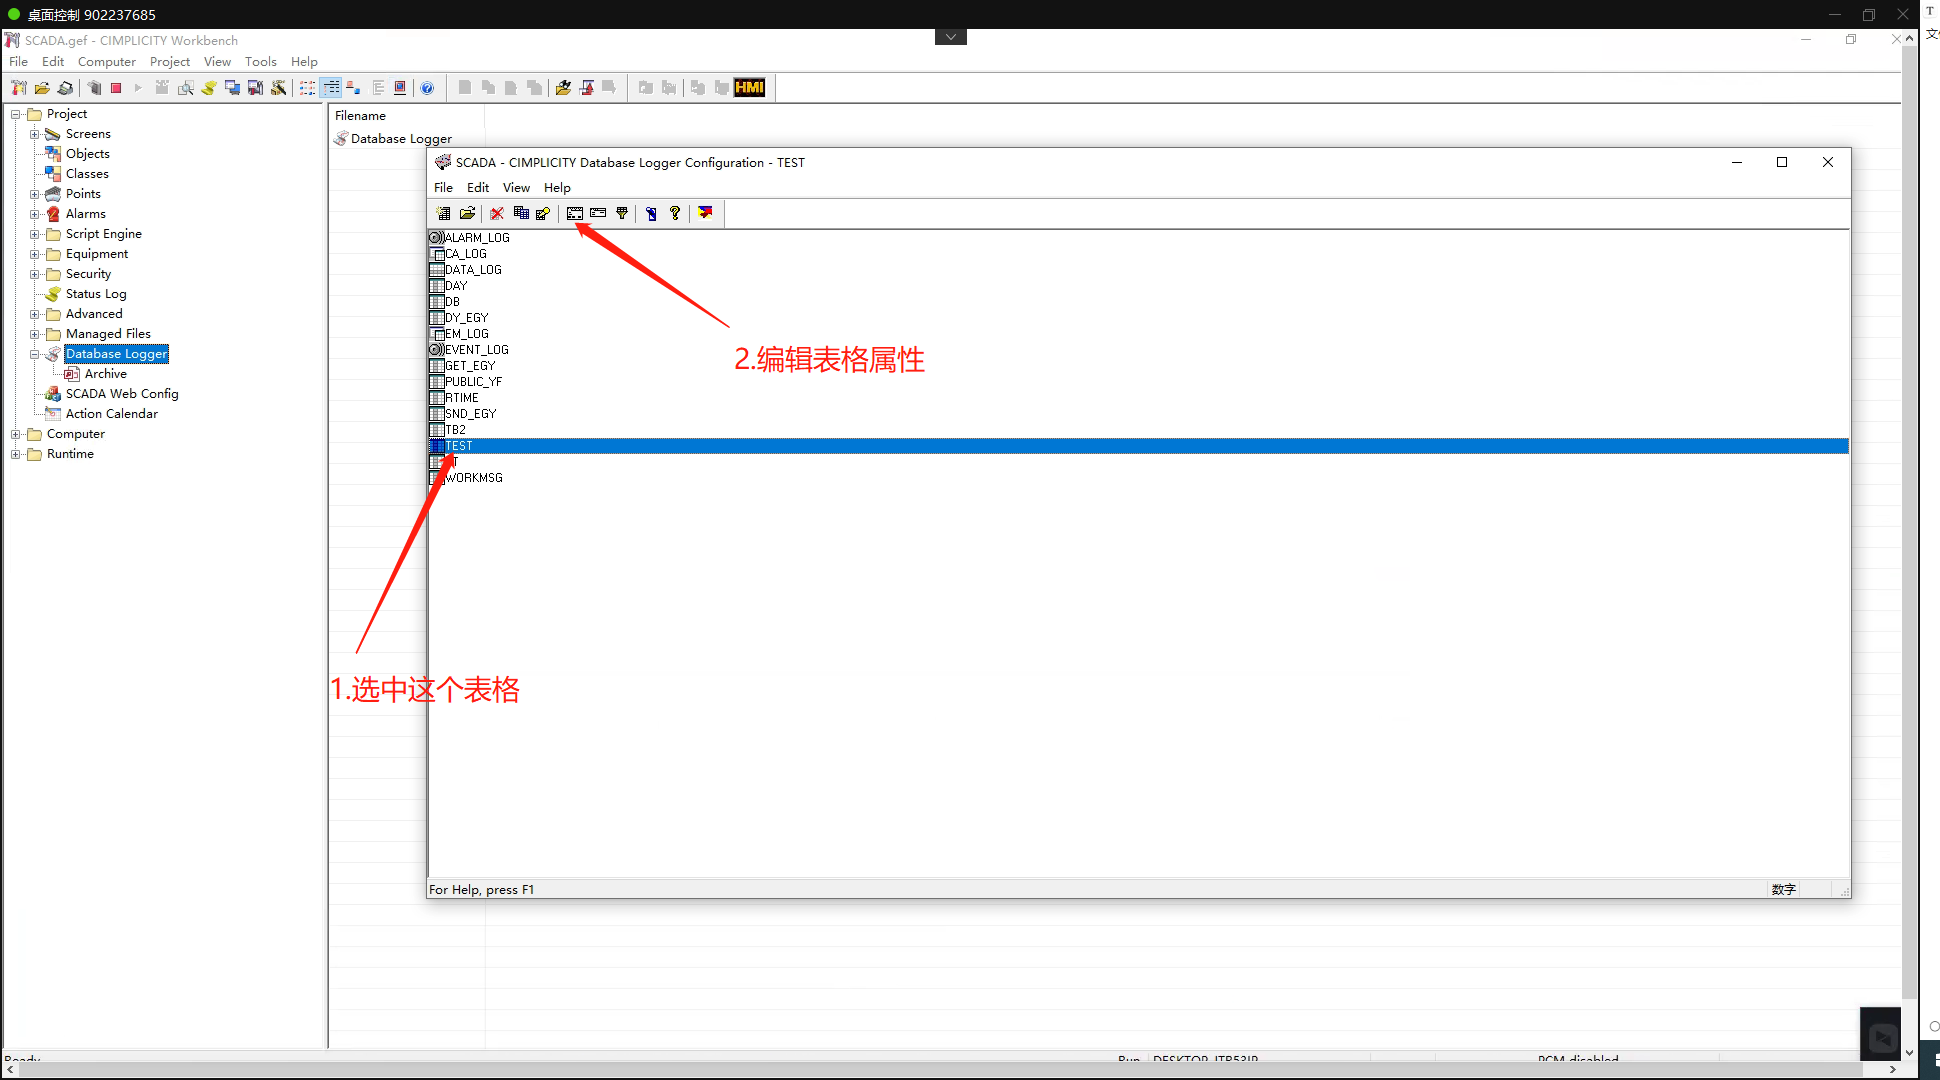 桌面控制 902237685
SCADA.gef - CIMPLICITY Workbench
File Edit Computer Project View Tools Help
HMI
Project
Screens
Objects
Classes
Points
Alarms
Script Engine
Equipment
Security
Status Log
Advanced
Managed Files
Database Logger
Archive
SCADA Web Config
Action Calendar
Computer
Runtime
Filename
Database Logger
SCADA - CIMPLICITY Database Logger Configuration - TEST
File Edit View Help
ALARM_LOG
CA_LOG
DATA_LOG
DAY
DB
DY_EGY
EM_LOG
EVENT_LOG
GET_EGY
PUBLIC_YF
RTIME
SND_EGY
TB2
TEST
WORKMSG
2.编辑表格属性
1.选中这个表格
For Help, press F1
数字
Ready
Run
PCM disabled